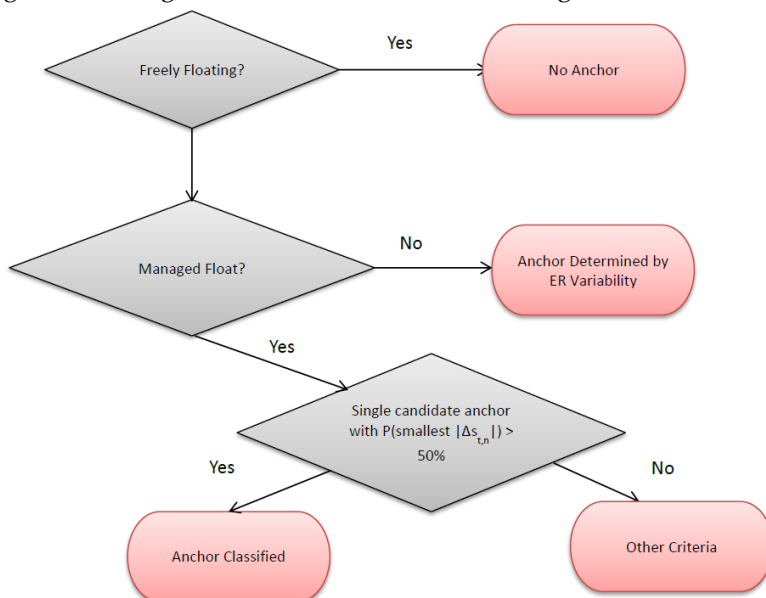 Yes
Freely Floating?
No Anchor
No
Managed Float?
Anchor Determined by
ER Variability
Yes
Single candidate anchor
with P(smallest |Δs_t,n|) >
50%
Yes
No
Anchor Classified
Other Criteria